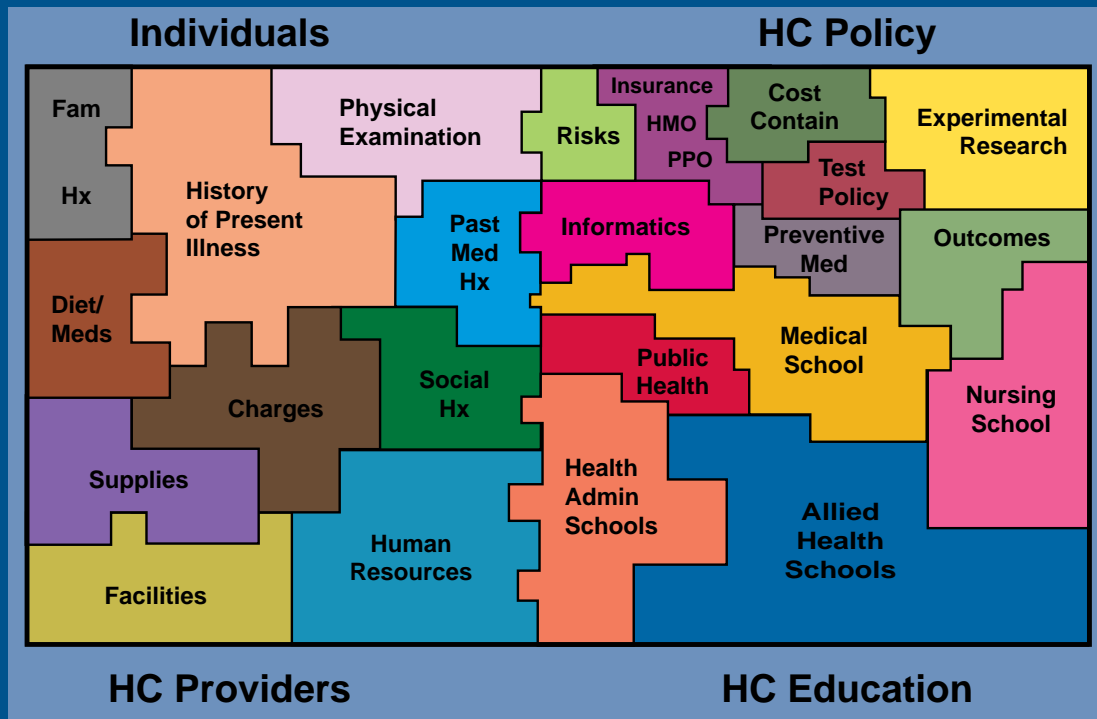 Individuals
HC Policy
Fam
Hx
History
of Present
Illness
Physical
Examination
Risks
Insurance
HMO
PPO
Cost
Contain
Experimental
Research
Test
Policy
Past
Med
Hx
Informatics
Preventive
Med
Outcomes
Diet/
Meds
Charges
Social
Hx
Public
Health
Medical
School
Nursing
School
Supplies
Health
Admin
Schools
Allied
Health
Schools
Human
Resources
Facilities
HC Providers
HC Education